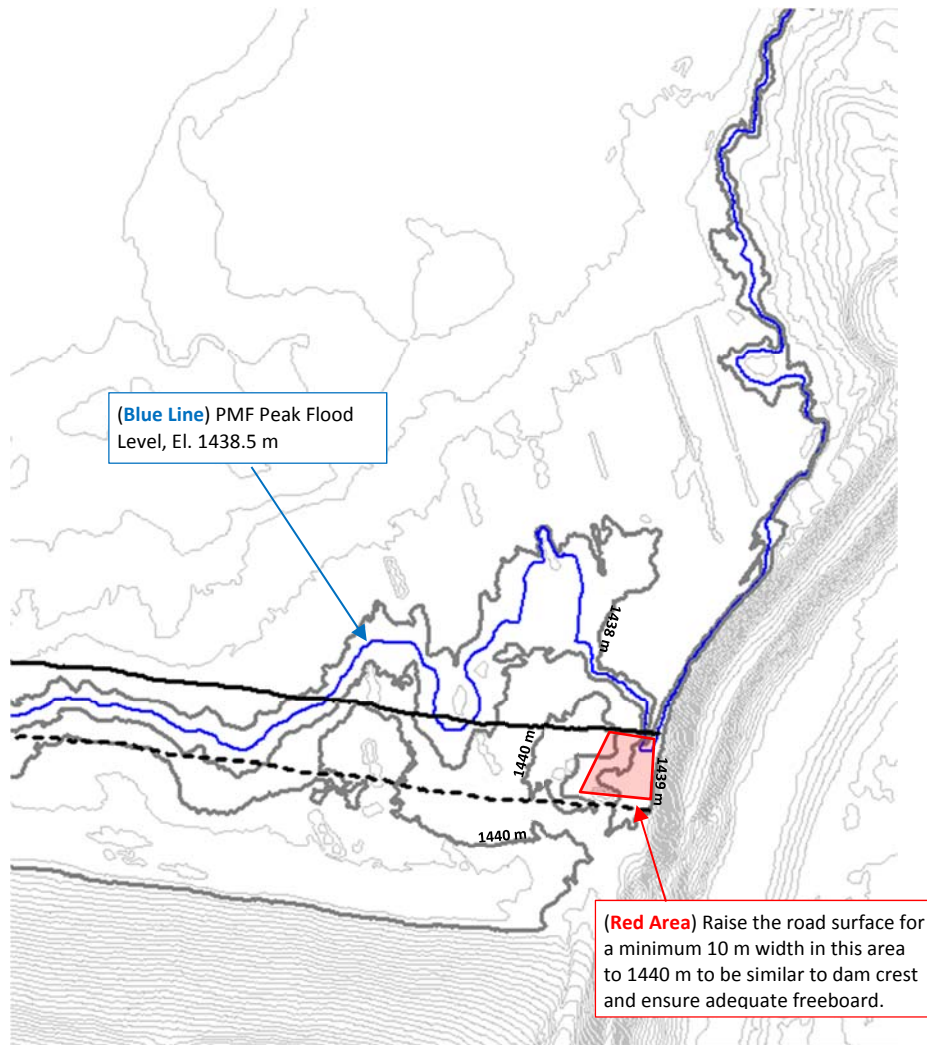 (Blue Line) PMF Peak Flood
Level, El. 1438.5 m
1438 m
1440 m
1439 m
1440 m
(Red Area) Raise the road surface for
a minimum 10 m width in this area
to 1440 m to be similar to dam crest
and ensure adequate freeboard.